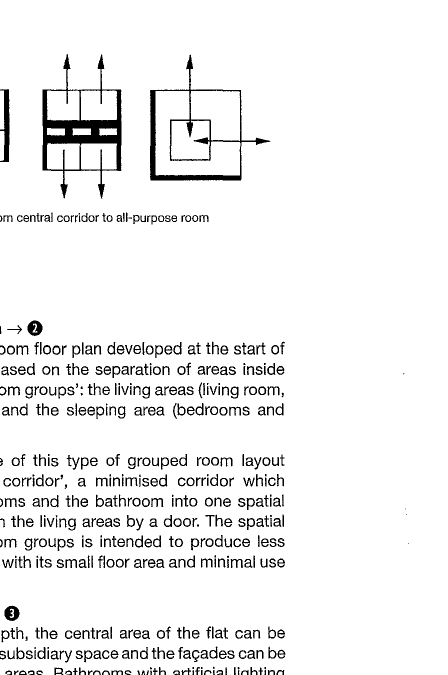 om central corridor to all-purpose room
→ 2
oom floor plan developed at the start of
ased on the separation of areas inside
om groups’: the living areas (living room,
and the sleeping area (bedrooms and
e of this type of grouped room layout
corridor’, a minimised corridor which
oms and the bathroom into one spatial
n the living areas by a door. The spatial
om groups is intended to produce less
with its small floor area and minimal use
3
pth, the central area of the flat can be
subsidiary space and the façades can be
areas. Bathrooms with artificial lighting